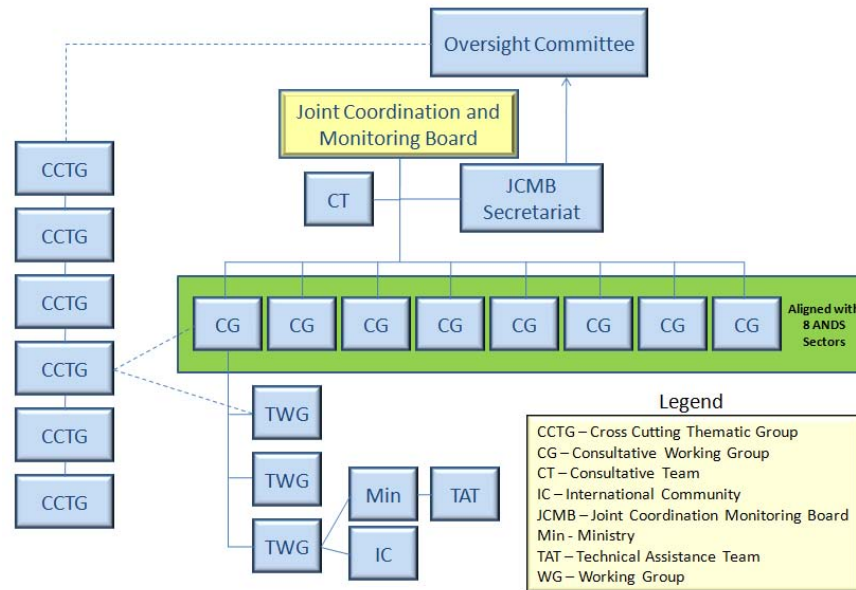 Oversight Committee
Joint Coordination and
Monitoring Board
CCTG
CT
JCMB
Secretariat
CCTG
CCTG
CG
CG
CG
CG
CG
CG
CG
CG
Aligned with
8 ANDS
Sectors
CCTG
TWG
CCTG
TWG
Min
TAT
CCTG
TWG
IC
Legend
CCTG – Cross Cutting Thematic Group
CG – Consultative Working Group
CT – Consultative Team
IC – International Community
JCMB – Joint Coordination Monitoring Board
Min - Ministry
TAT – Technical Assistance Team
WG – Working Group